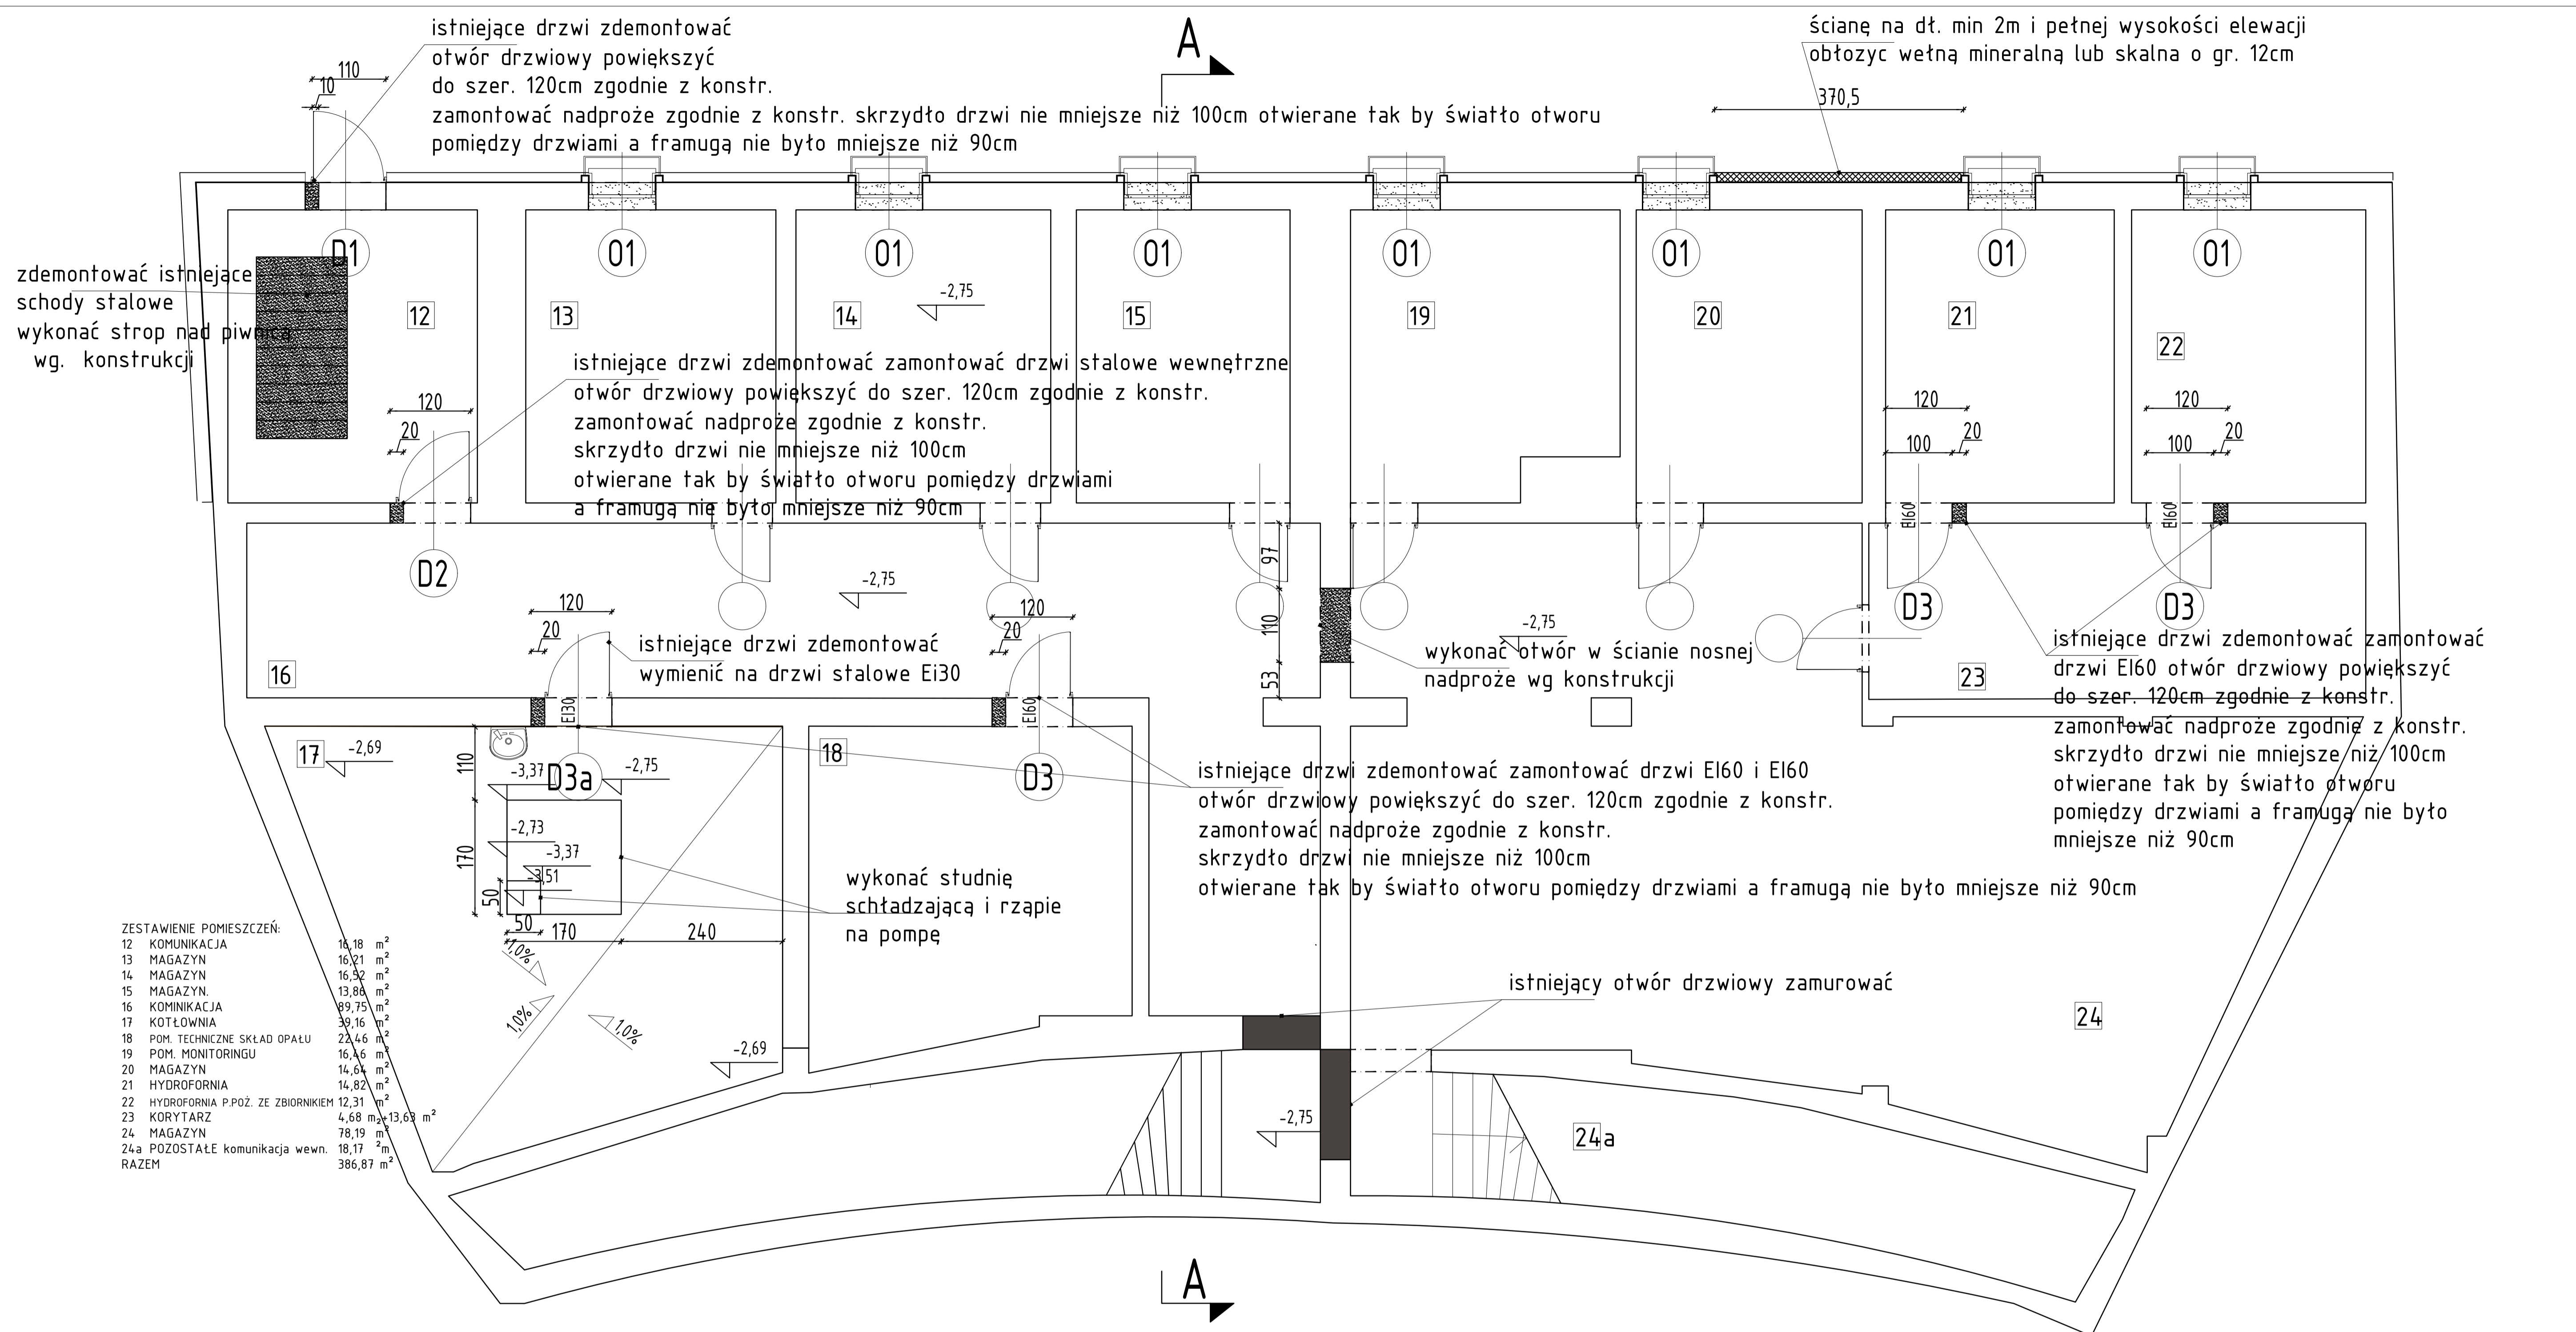 istniejące drzwi zdemontować
otwór drzwiowy powiększyć
do szer. 120cm zgodnie z konstr.
zamontować nadproże zgodnie z konstr. skrzydło drzwi nie mniejsze niż 100cm otwierane tak by światło otworu
pomiędzy drzwiami a framugą nie było mniejsze niż 90cm
A
ścianę na dł. min 2m i pełnej wysokości elewacji
obłozyc wełną mineralną lub skalna o gr. 12cm
110
10
370,5
D1
O1
O1
O1
O1
O1
O1
O1
zdemontować istniejące
schody stalowe
wykonać strop nad piwnicą
wg. konstrukcji
12
13
14
-2,75
15
19
20
21
22
istniejące drzwi zdemontować zamontować drzwi stalowe wewnętrzne
otwór drzwiowy powiększyć do szer. 120cm zgodnie z konstr.
zamontować nadproże zgodnie z konstr.
skrzydło drzwi nie mniejsze niż 100cm
otwierane tak by światło otworu pomiędzy drzwiami
a framugą nie było mniejsze niż 90cm
120
20
120
100
20
120
100
20
EI60
EI60
D2
-2,75
97
110
53
D3
D3
120
20
120
20
istniejące drzwi zdemontować
wymienić na drzwi stalowe Ei30
-2,75
wykonać otwór w ścianie nosnej
nadproże wg konstrukcji
16
23
istniejące drzwi zdemontować zamontować
drzwi EI60 otwór drzwiowy powiększyć
do szer. 120cm zgodnie z konstr.
zamontować nadproże zgodnie z konstr.
skrzydło drzwi nie mniejsze niż 100cm
otwierane tak by światło otworu
pomiędzy drzwiami a framugą nie było
mniejsze niż 90cm
EI30
EI60
17
-2,69
18
110
-3,37
D3a
-2,75
D3
istniejące drzwi zdemontować zamontować drzwi EI60 i EI60
otwór drzwiowy powiększyć do szer. 120cm zgodnie z konstr.
zamontować nadproże zgodnie z konstr.
skrzydło drzwi nie mniejsze niż 100cm
otwierane tak by światło otworu pomiędzy drzwiami a framugą nie było mniejsze niż 90cm
-2,73
170
-3,37
-3,51
50
50
170
240
wykonać studnię
schładzającą i rząpie
na pompę
1,0%
1,0%
1,0%
-2,69
istniejący otwór drzwiowy zamurować
24
-2,75
24a
ZESTAWIENIE POMIESZCZEŃ:
12 KOMUNIKACJA 16,18 m²
13 MAGAZYN 16,21 m²
14 MAGAZYN 16,52 m²
15 MAGAZYN. 13,86 m²
16 KOMINIKACJA 89,75 m²
17 KOTŁOWNIA 39,16 m²
18 POM. TECHNICZNE SKŁAD OPAŁU 22,46 m²
19 POM. MONITORINGU 16,46 m²
20 MAGAZYN 14,64 m²
21 HYDROFORNIA 14,82 m²
22 HYDROFORNIA P.POŻ. ZE ZBIORNIKIEM 12,31 m²
23 KORYTARZ 4,68 m₂+13,63 m²
24 MAGAZYN 78,19 m²
24a POZOSTAŁE komunikacja wewn. 18,17 ²m
RAZEM 386,87 m²
A